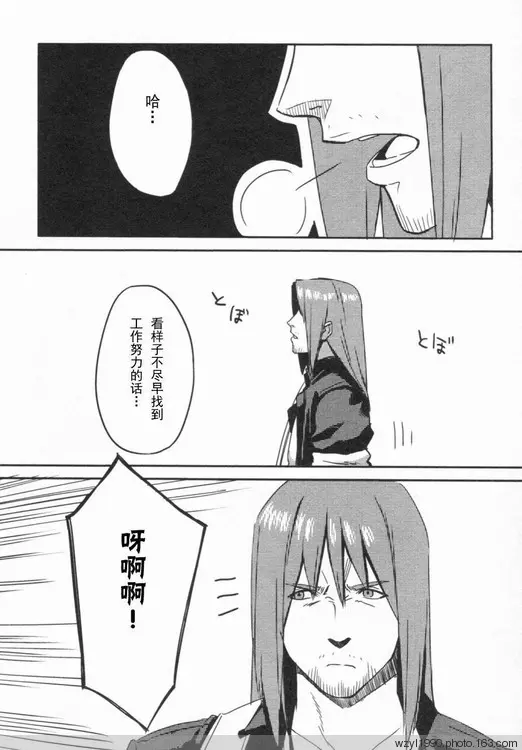 哈…
看样子不尽早找到
工作努力的话…
とぼ
とぼ
呀啊啊!
wzyl1990.photo.163.com